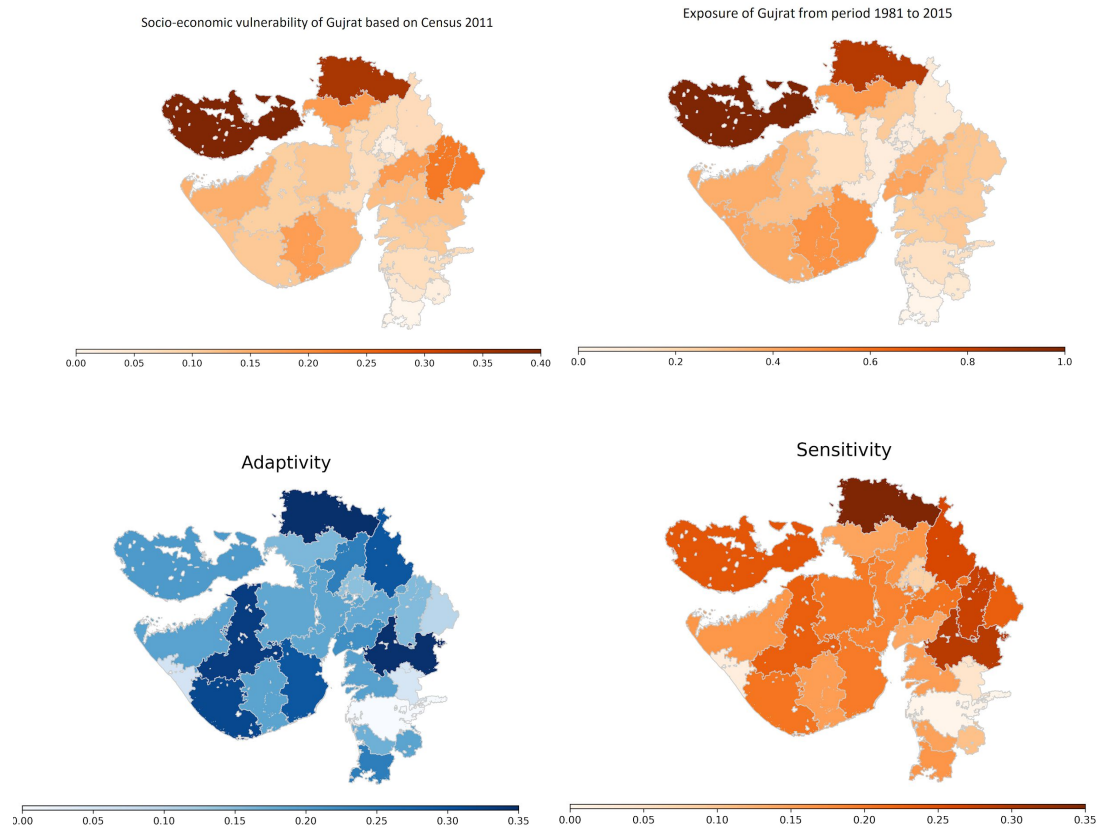 Socio-economic vulnerability of Gujrat based on Census 2011
Exposure of Gujrat from period 1981 to 2015
0.00 0.05 0.10 0.15 0.20 0.25 0.30 0.35 0.40
0.0 0.2 0.4 0.6 0.8 1.0
Adaptivity
Sensitivity
0.00 0.05 0.10 0.15 0.20 0.25 0.30 0.35
0.00 0.05 0.10 0.15 0.20 0.25 0.30 0.35